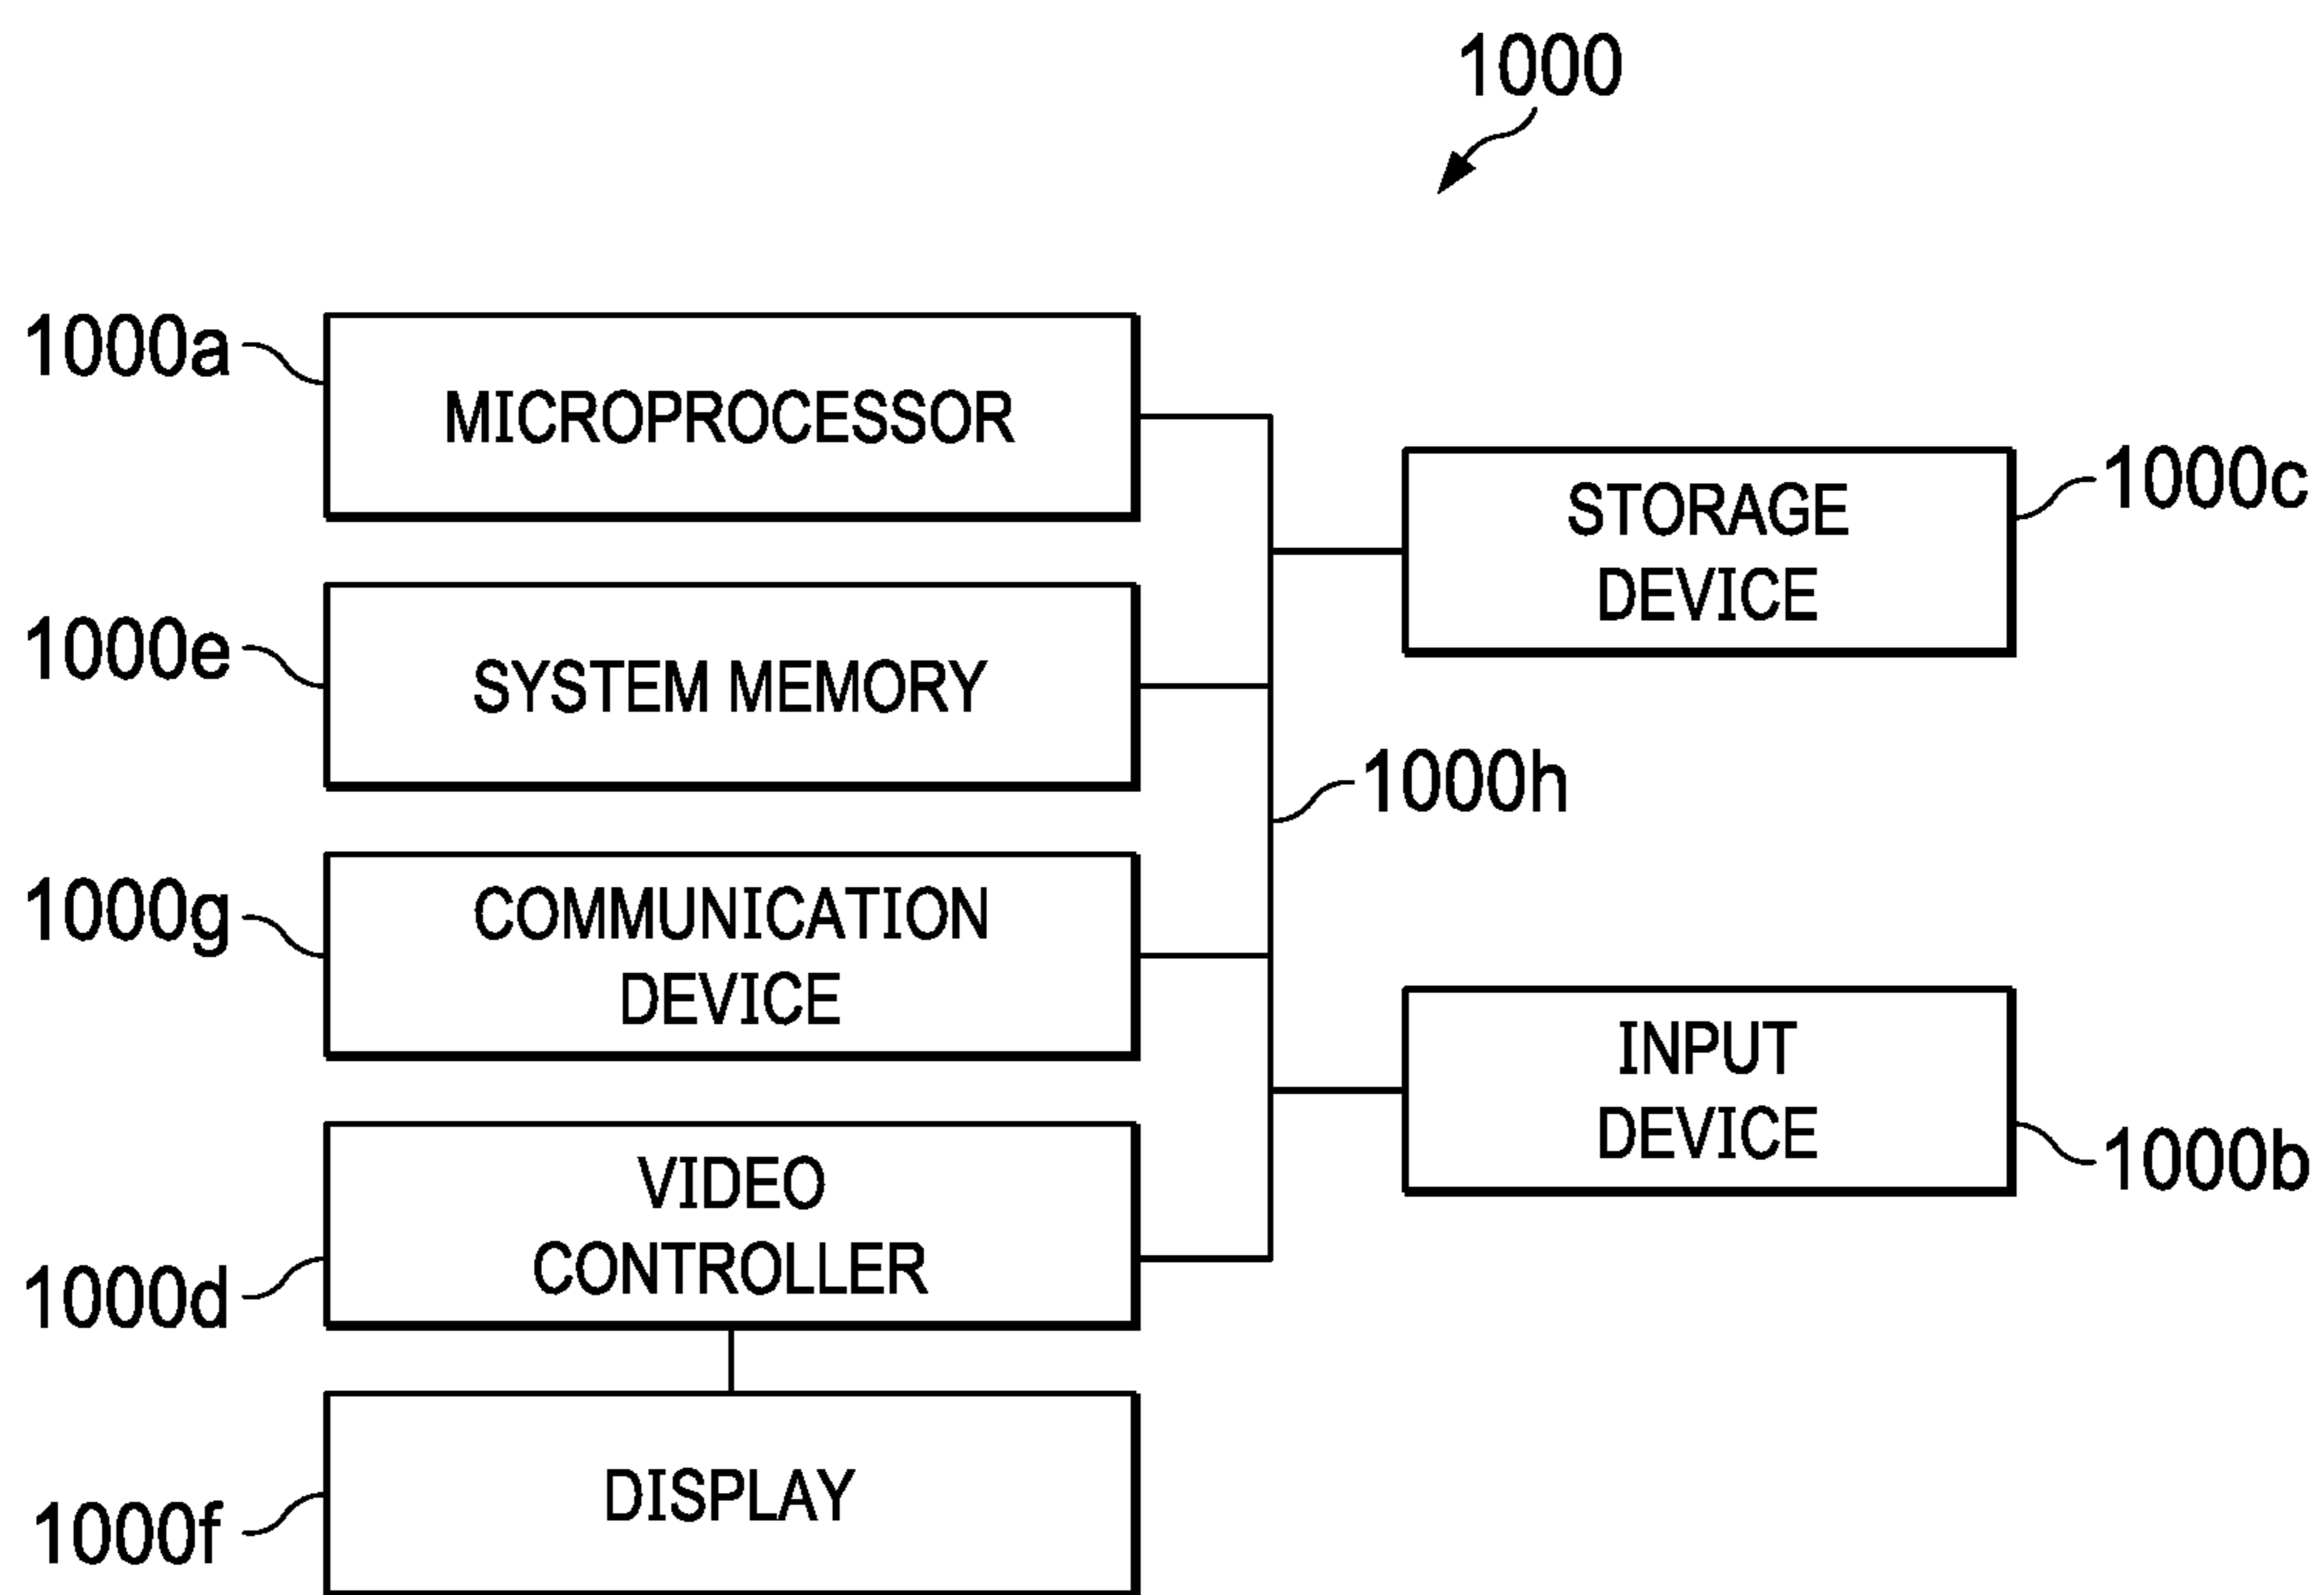 1000
1000a
MICROPROCESSOR
STORAGE
DEVICE
1000c
1000e
SYSTEM MEMORY
1000h
1000g
COMMUNICATION
DEVICE
INPUT
DEVICE
1000b
VIDEO
CONTROLLER
1000d
DISPLAY
1000f